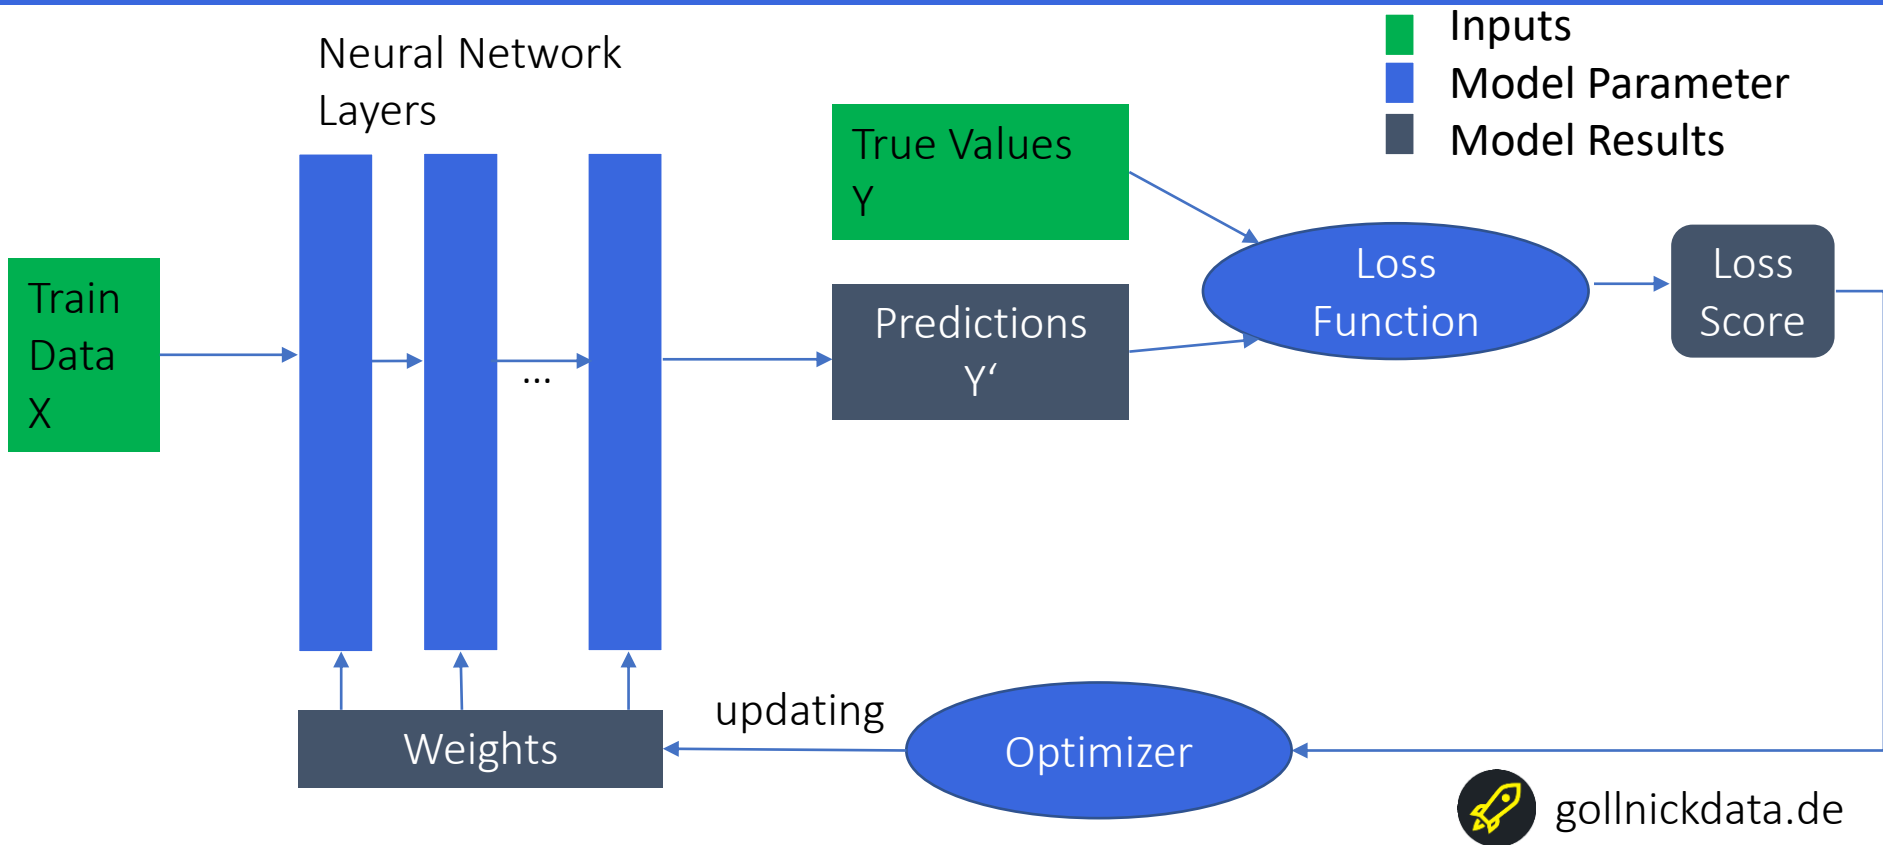 Neural Network
Layers
Inputs
Model Parameter
Model Results
True Values
Y
Train
Data
X
...
Predictions
Y‘
Loss
Function
Loss
Score
Weights
updating
Optimizer
gollnickdata.de